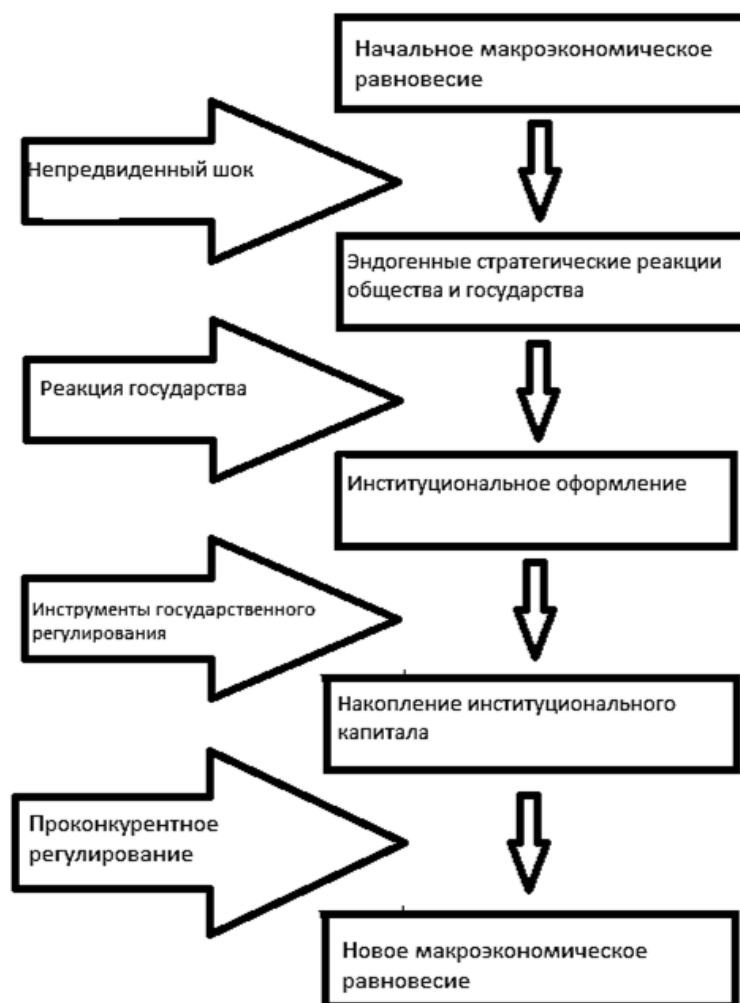 Начальное макроэкономическое
равновесие
Непредвиденный шок
Эндогенные стратегические реакции
общества и государства
Реакция государства
Институциональное оформление
Инструменты государственного
регулирования
Накопление институционального
капитала
Проконкурентное
регулирование
Новое макроэкономическое
равновесие